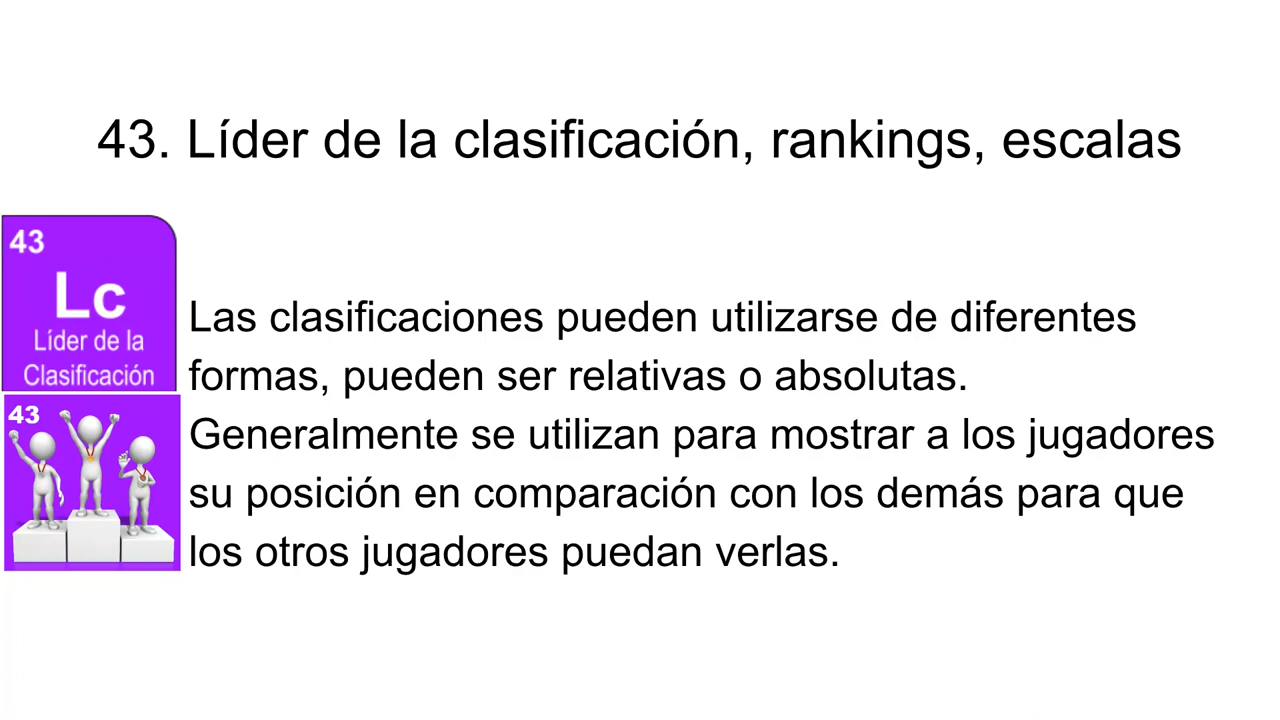 43. Líder de la clasificación, rankings, escalas
43
Lc
Líder de la
Clasificación
43
Las clasificaciones pueden utilizarse de diferentes
formas, pueden ser relativas o absolutas.
Generalmente se utilizan para mostrar a los jugadores
su posición en comparación con los demás para que
los otros jugadores puedan verlas.